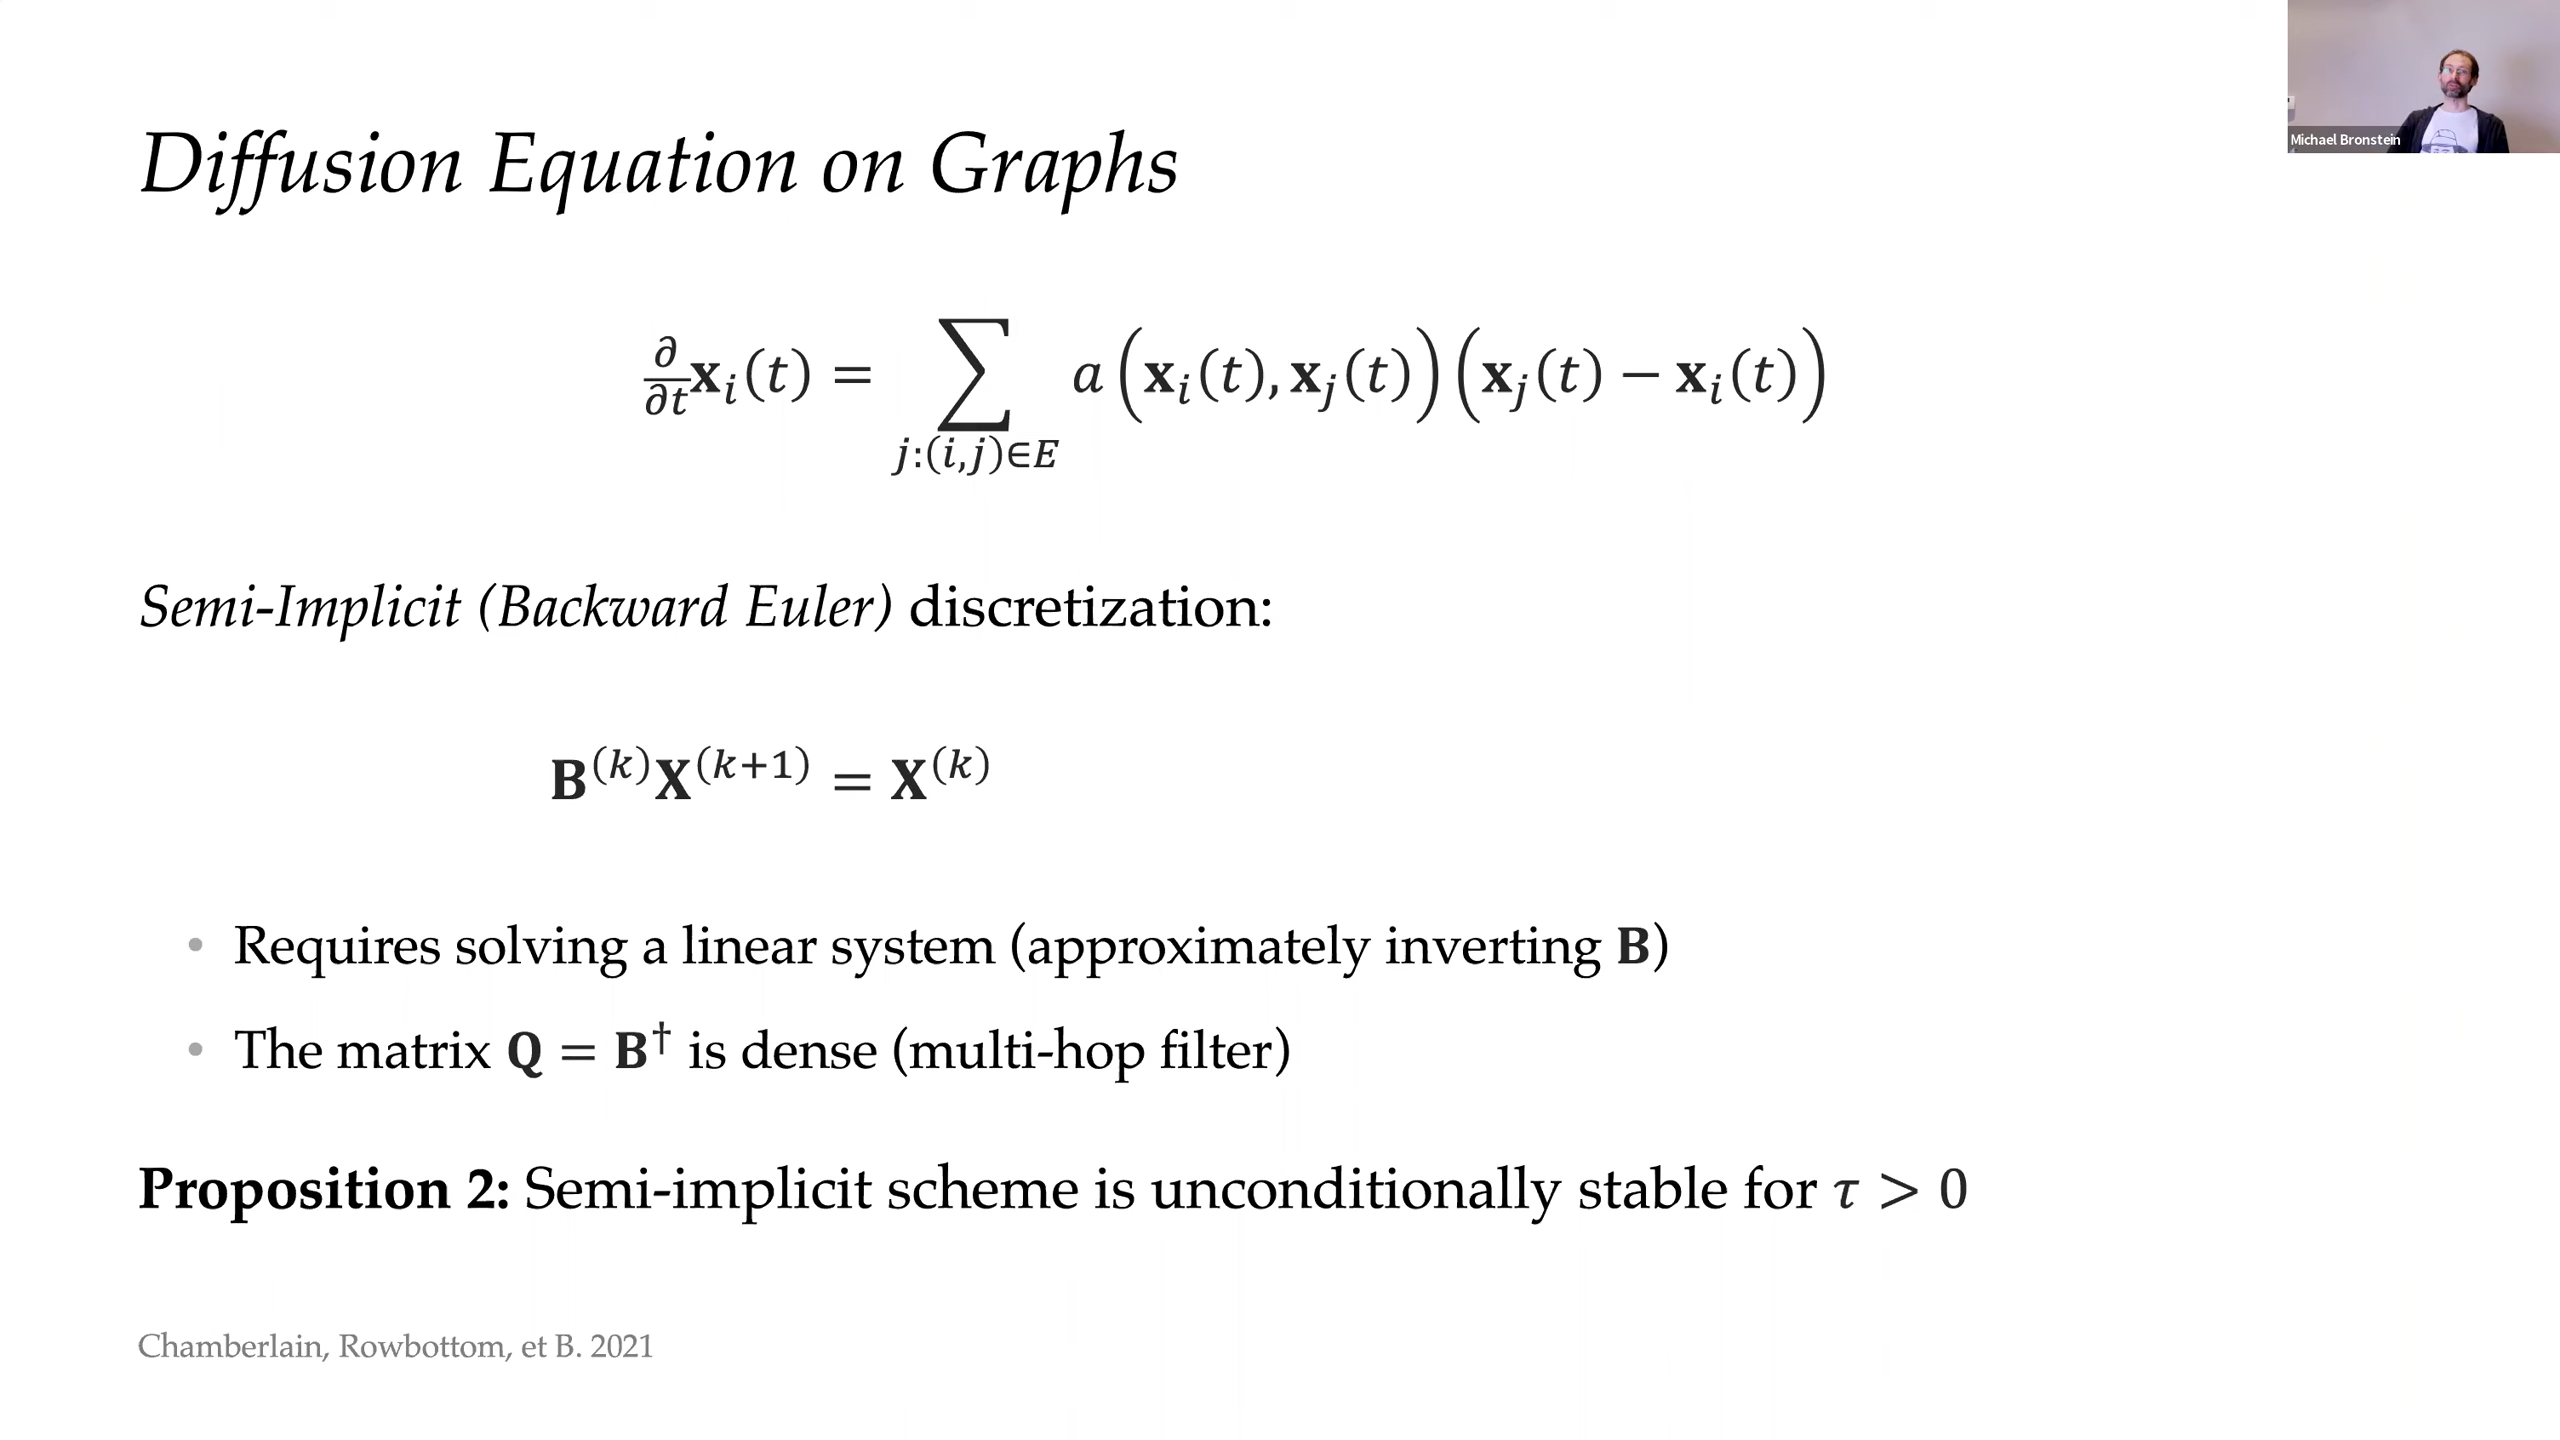 Michael Bronstein
Diffusion Equation on Graphs
∂/∂t 𝐱ᵢ(t) = ∑ a(𝐱ᵢ(t), 𝐱ⱼ(t))(𝐱ⱼ(t) − 𝐱ᵢ(t))
j:(i,j)∈E
Semi-Implicit (Backward Euler) discretization:
𝐁⁽ᵏ⁾𝐗⁽ᵏ⁺¹⁾ = 𝐗⁽ᵏ⁾
• Requires solving a linear system (approximately inverting 𝐁)
• The matrix 𝐐 = 𝐁† is dense (multi-hop filter)
Proposition 2: Semi-implicit scheme is unconditionally stable for τ > 0
Chamberlain, Rowbottom, et B. 2021